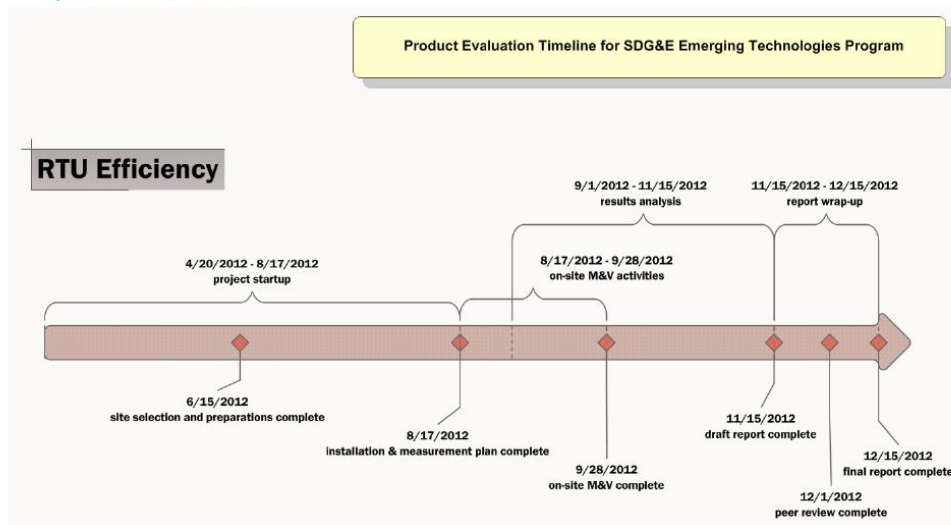 Product Evaluation Timeline for SDG&E Emerging Technologies Program
RTU Efficiency
9/1/2012 - 11/15/2012
results analysis
11/15/2012 - 12/15/2012
report wrap-up
4/20/2012 - 8/17/2012
project startup
8/17/2012 - 9/28/2012
on-site M&V activities
6/15/2012
site selection and preparations complete
8/17/2012
installation & measurement plan complete
9/28/2012
on-site M&V complete
11/15/2012
draft report complete
12/1/2012
peer review complete
12/15/2012
final report complete